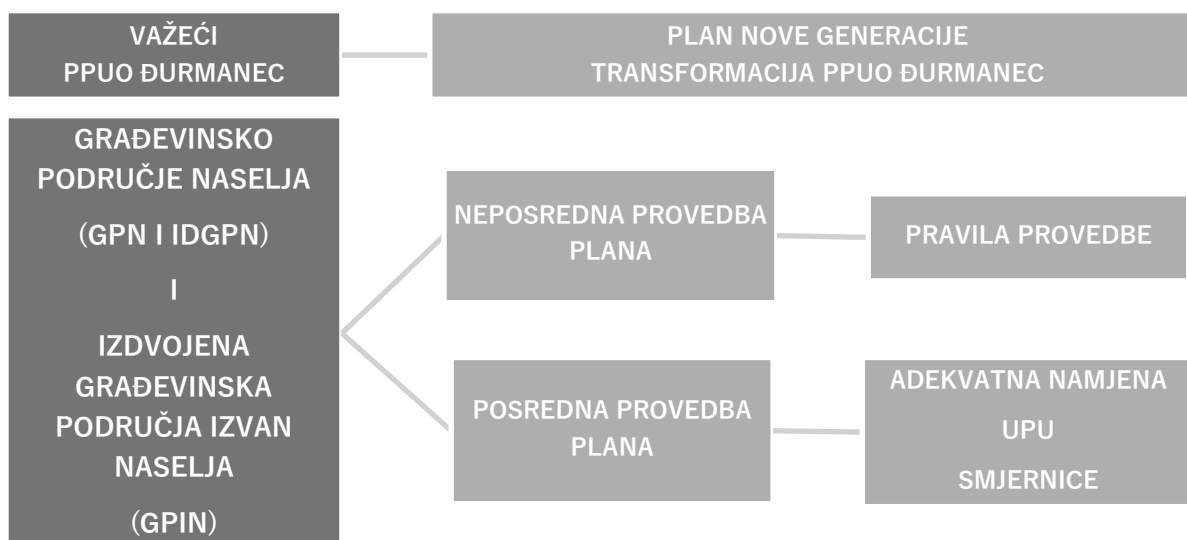 VAŽEĆI
PPUO ĐURMANEC
PLAN NOVE GENERACIJE
TRANSFORMACIJA PPUO ĐURMANEC
GRAĐEVINSKO
PODRUČJE NASELJA
(GPN I IDGPN)
I
IZDVOJENA
GRAĐEVINSKA
PODRUČJA IZVAN
NASELJA
(GPIN)
NEPOSREDNA PROVEDBA
PLANA
PRAVILA PROVEDBE
POSREDNA PROVEDBA
PLANA
ADEKVATNA NAMJENA
UPU
SMJERNICE